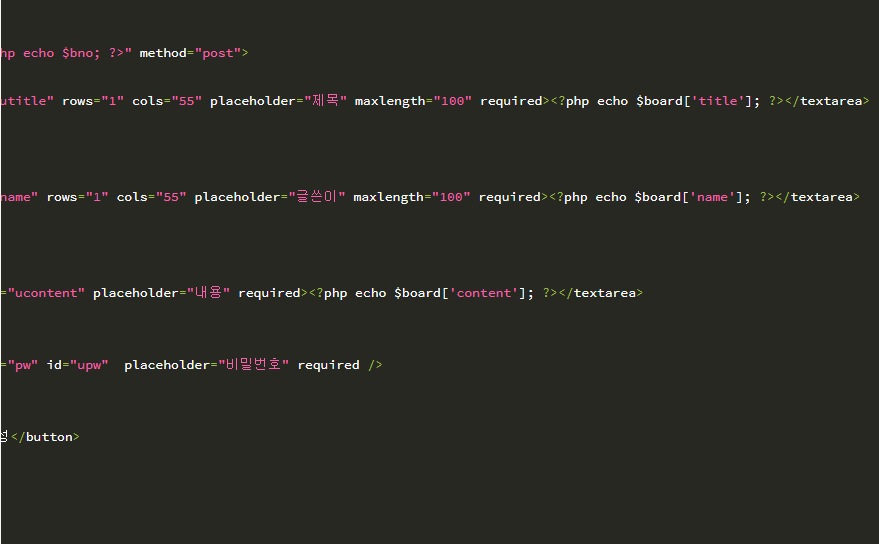 hp echo $bno; ?>" method="post">
utitle" rows="1" cols="55" placeholder="제목" maxlength="100" required><?php echo $board['title']; ?></textarea>
name" rows="1" cols="55" placeholder="글쓴이" maxlength="100" required><?php echo $board['name']; ?></textarea>
="ucontent" placeholder="내용" required><?php echo $board['content']; ?></textarea>
="pw" id="upw"  placeholder="비밀번호" required />
</button>